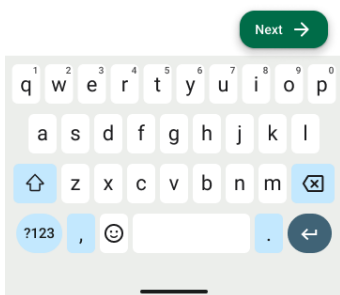 Next
1 2 3 4 5 6 7 8 9 0
q w e r t y u i o p
a s d f g h j k l
z x c v b n m
?123 , .